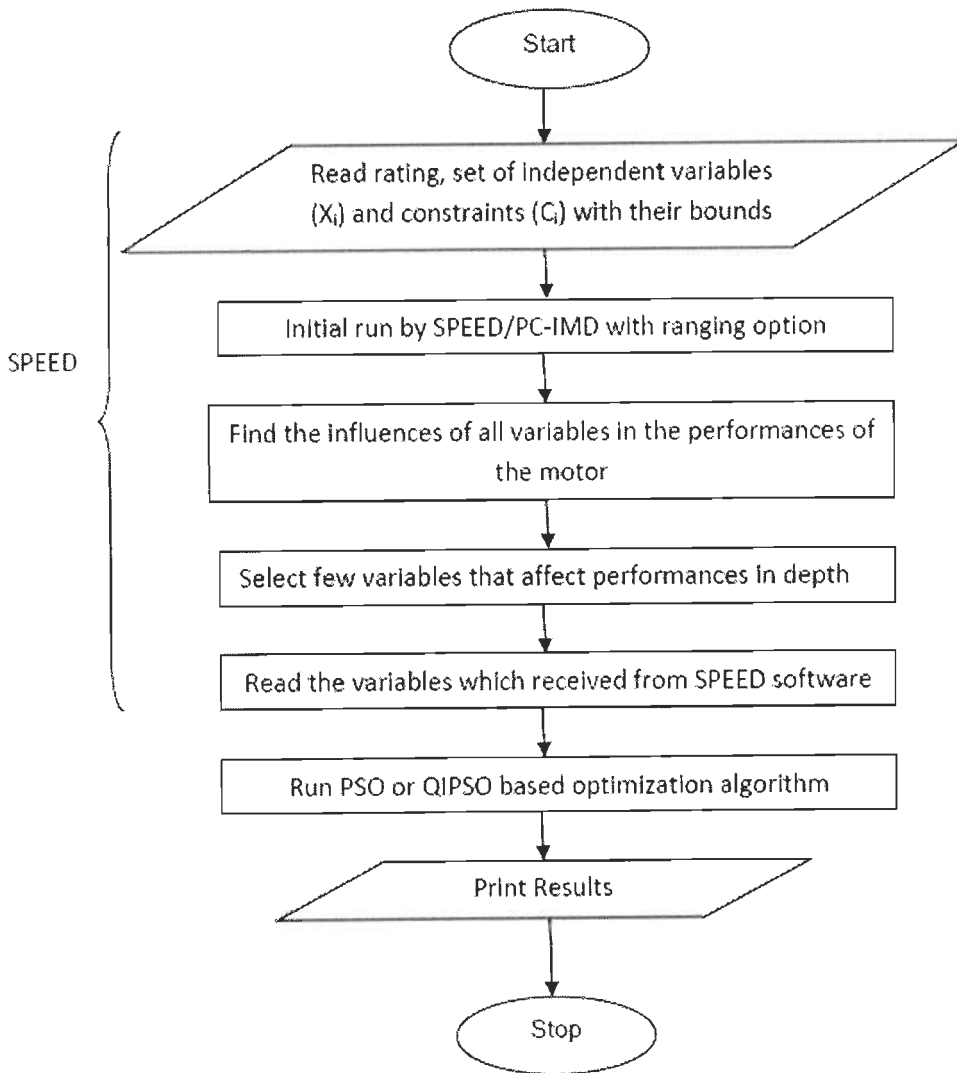 Start
Read rating, set of independent variables
(Xᵢ) and constraints (Cᵢ) with their bounds
Initial run by SPEED/PC-IMD with ranging option
SPEED
Find the influences of all variables in the performances of
the motor
Select few variables that affect performances in depth
Read the variables which received from SPEED software
Run PSO or QIPSO based optimization algorithm
Print Results
Stop